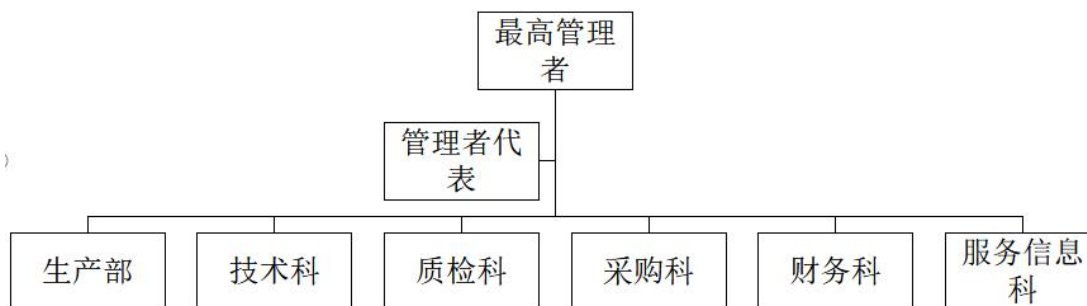 最高管理
者
管理者代
表
)
生产部
技术科
质检科
采购科
财务科
服务信息
科